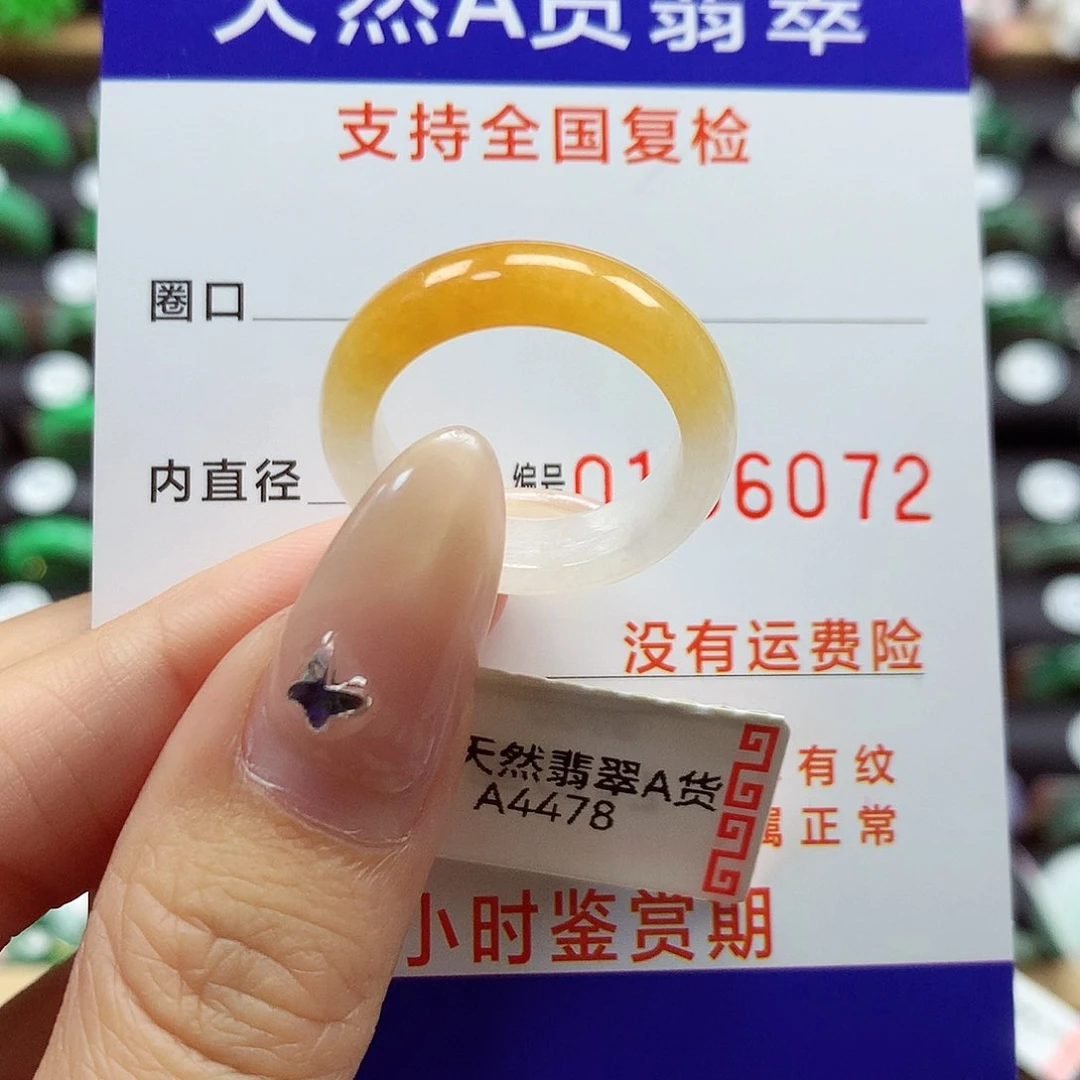 天然A货翡翠
支持全国复检
圈口
内直径
编号 01 6072
没有运费险
有纹
属正常
天然翡翠A货
A4478
小时鉴赏期